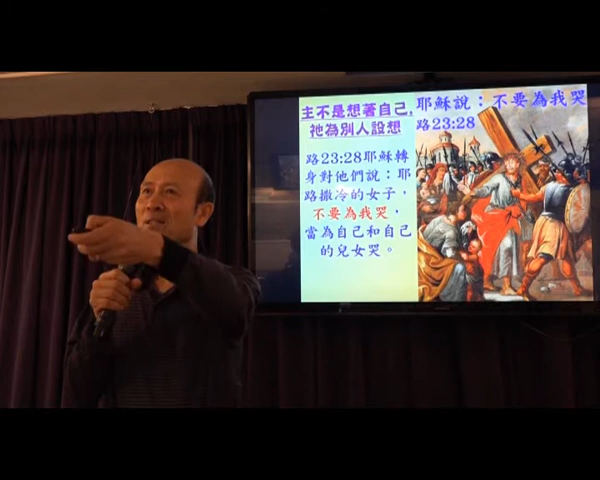 主不是想著自己，
祂為別人設想
路23:28耶穌轉
身對他們說：耶
路撒冷的女子，
不要為我哭，
當為自己和自己
的兒女哭。
耶穌說：不要為我哭
路23:28